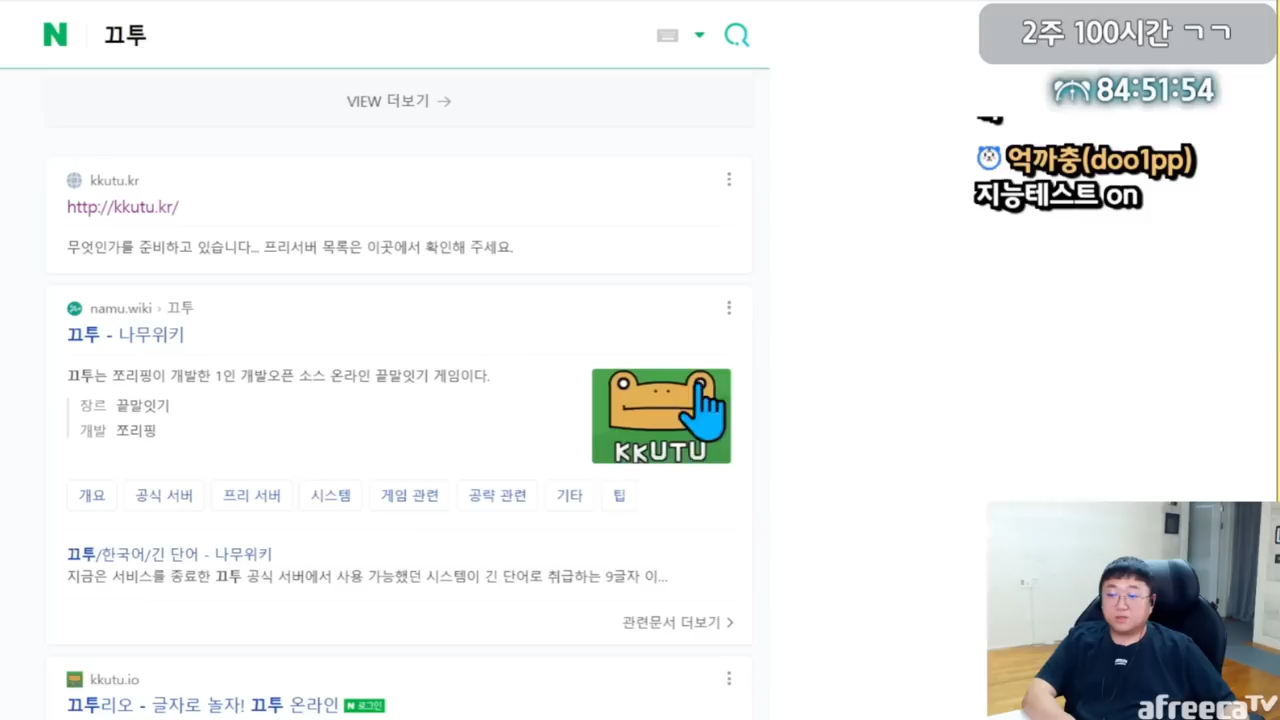 N 끄투
2주 100시간 ㄱㄱ
84:51:54
VIEW 더보기
억까충(doo1pp)
지능테스트 on
kkutu.kr
http://kkutu.kr/
무엇인가를 준비하고 있습니다... 프리서버 목록은 이곳에서 확인해 주세요.
namu.wiki › 끄투
끄투 - 나무위키
끄투는 쪼리핑이 개발한 1인 개발오픈 소스 온라인 끝말잇기 게임이다.
장르 끝말잇기
개발 쪼리핑
KKUTU
개요 공식 서버 프리 서버 시스템 게임 관련 공략 관련 기타 팁
끄투/한국어/긴 단어 - 나무위키
지금은 서비스를 종료한 끄투 공식 서버에서 사용 가능했던 시스템이 긴 단어로 취급하는 9글자 이...
관련문서 더보기
kkutu.io
끄투리오 - 글자로 놀자! 끄투 온라인 N 로그인
afreecaTV